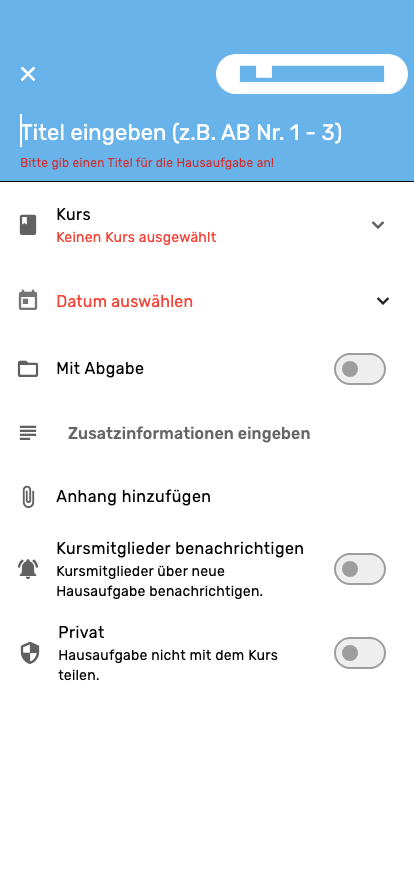 Titel eingeben (z.B. AB Nr. 1 - 3)
Bitte gib einen Titel für die Hausaufgabe an!
Kurs
Keinen Kurs ausgewählt
Datum auswählen
Mit Abgabe
Zusatzinformationen eingeben
Anhang hinzufügen
Kursmitglieder benachrichtigen
Kursmitglieder über neue
Hausaufgabe benachrichtigen.
Privat
Hausaufgabe nicht mit dem Kurs
teilen.